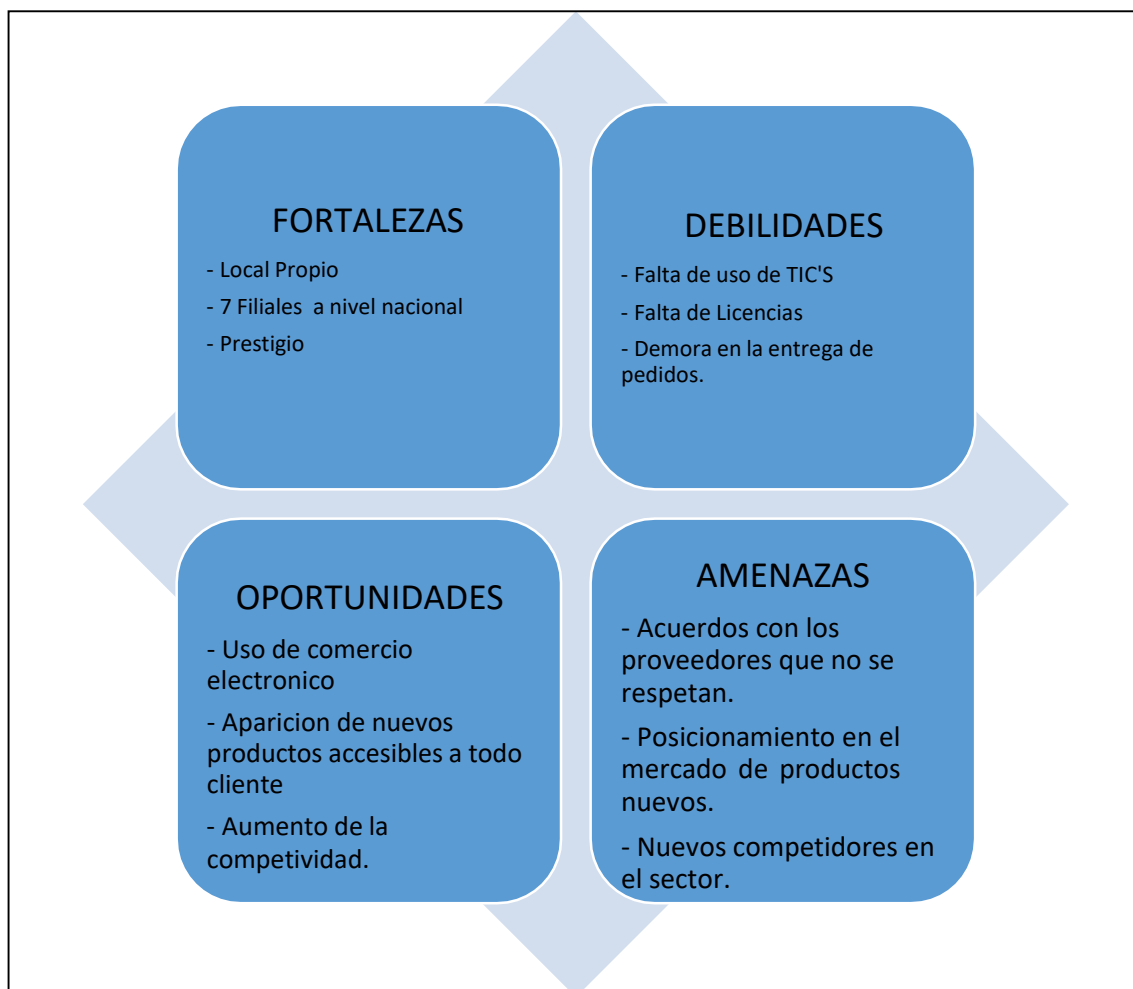 FORTALEZAS
- Local Propio
- 7 Filiales a nivel nacional
- Prestigio
DEBILIDADES
- Falta de uso de TIC'S
- Falta de Licencias
- Demora en la entrega de
pedidos.
OPORTUNIDADES
- Uso de comercio
electronico
- Aparicion de nuevos
productos accesibles a todo
cliente
- Aumento de la
competividad.
AMENAZAS
- Acuerdos con los
proveedores que no se
respetan.
- Posicionamiento en el
mercado de productos
nuevos.
- Nuevos competidores en
el sector.